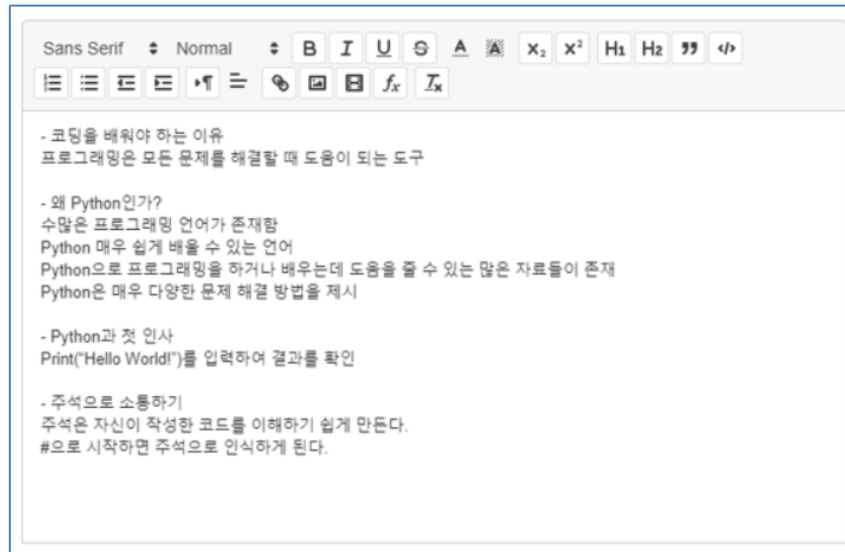 Sans Serif Normal B I U S A A X₂ X² H1 H2 ” </>
fx Tx
- 코딩을 배워야 하는 이유
프로그래밍은 모든 문제를 해결할 때 도움이 되는 도구
- 왜 Python인가?
수많은 프로그래밍 언어가 존재함
Python 매우 쉽게 배울 수 있는 언어
Python으로 프로그래밍을 하거나 배우는데 도움을 줄 수 있는 많은 자료들이 존재
Python은 매우 다양한 문제 해결 방법을 제시
- Python과 첫 인사
Print(“Hello World!”)를 입력하여 결과를 확인
- 주석으로 소통하기
주석은 자신이 작성한 코드를 이해하기 쉽게 만든다.
#으로 시작하면 주석으로 인식하게 된다.